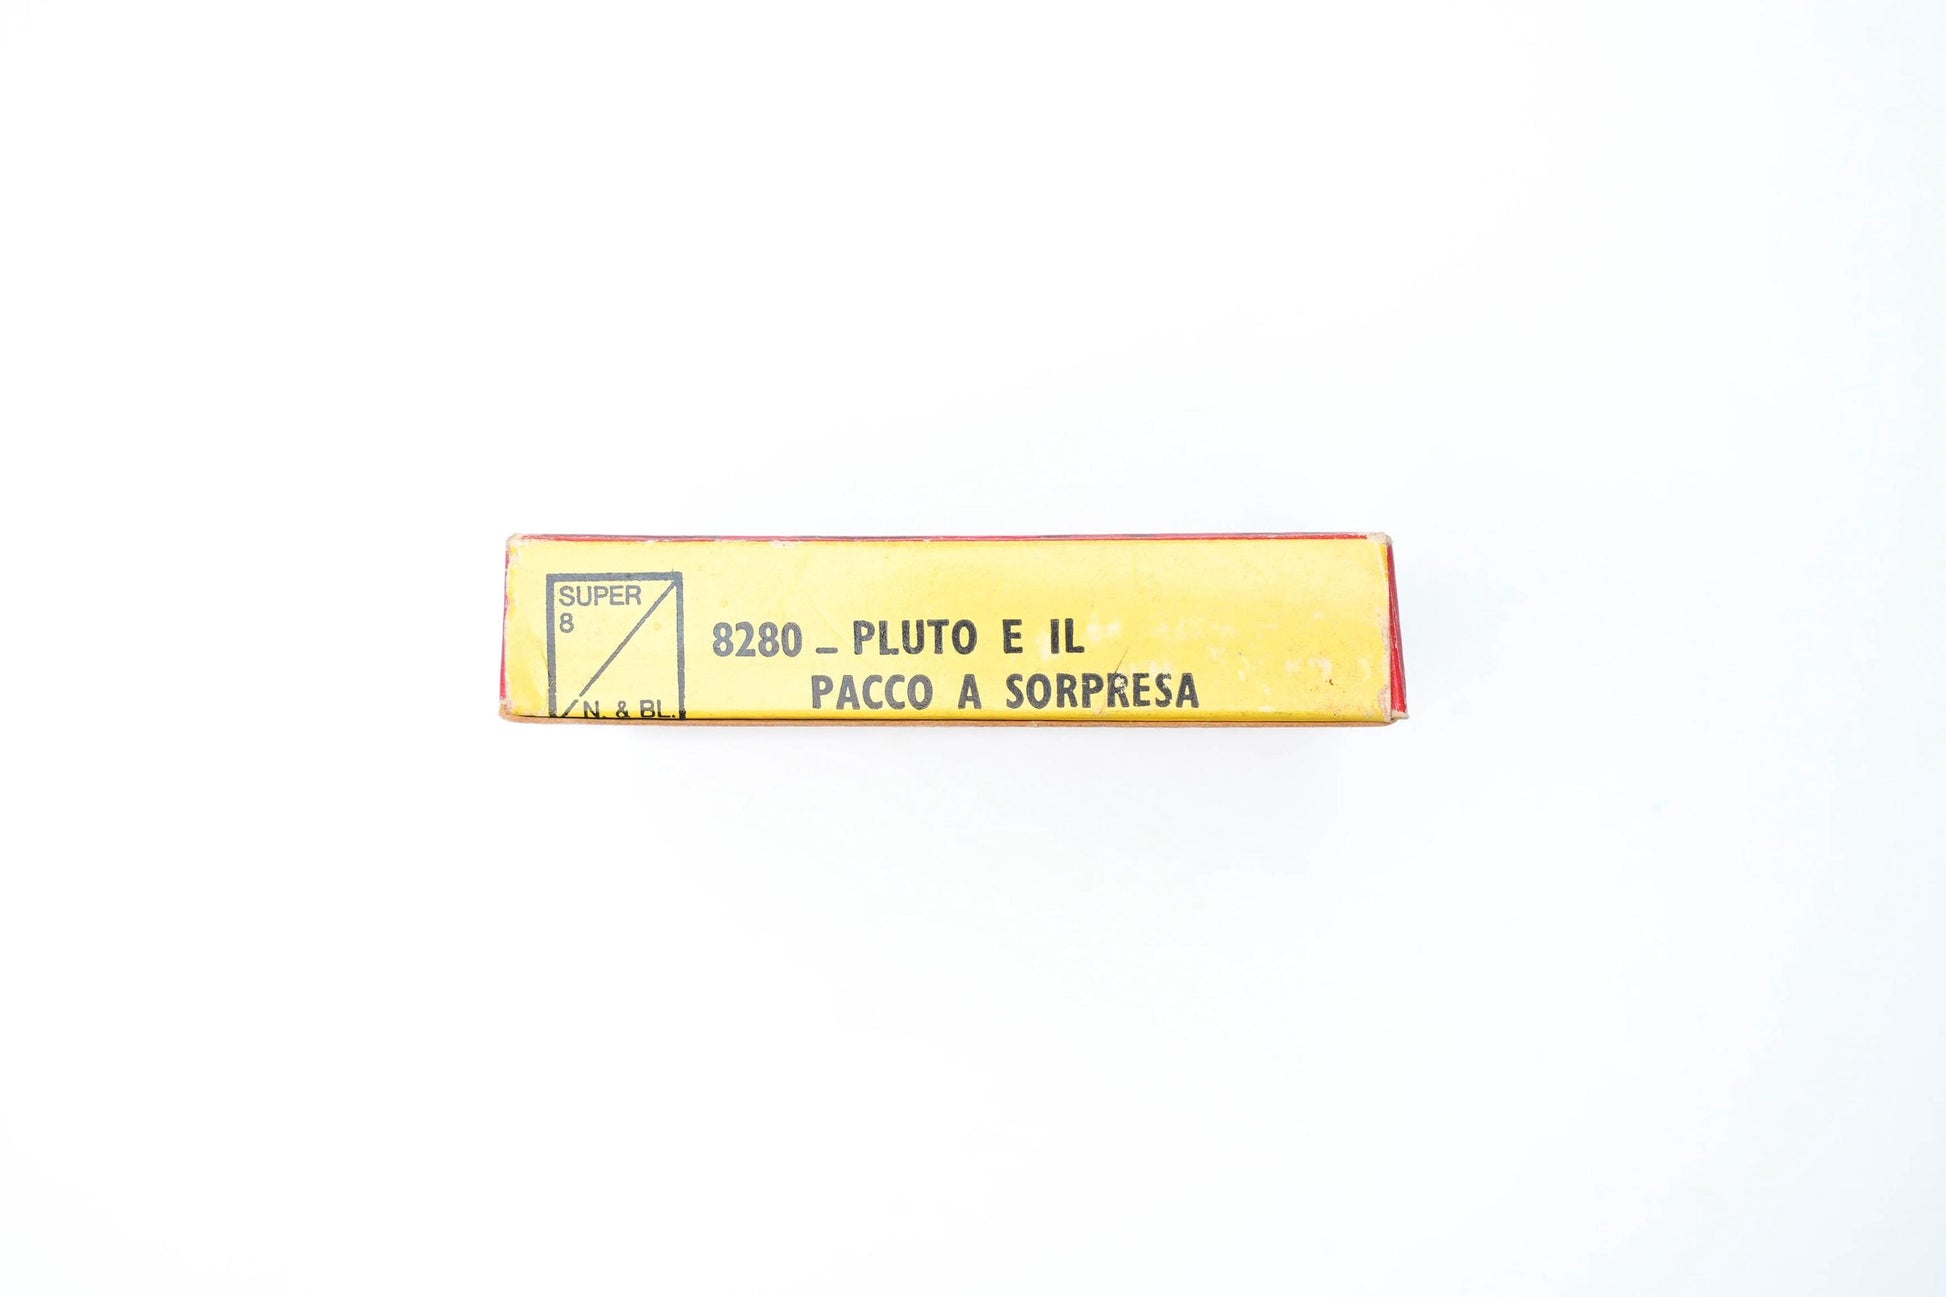 SUPER
8
N. & BL.
8280 – PLUTO E IL
PACCO A SORPRESA